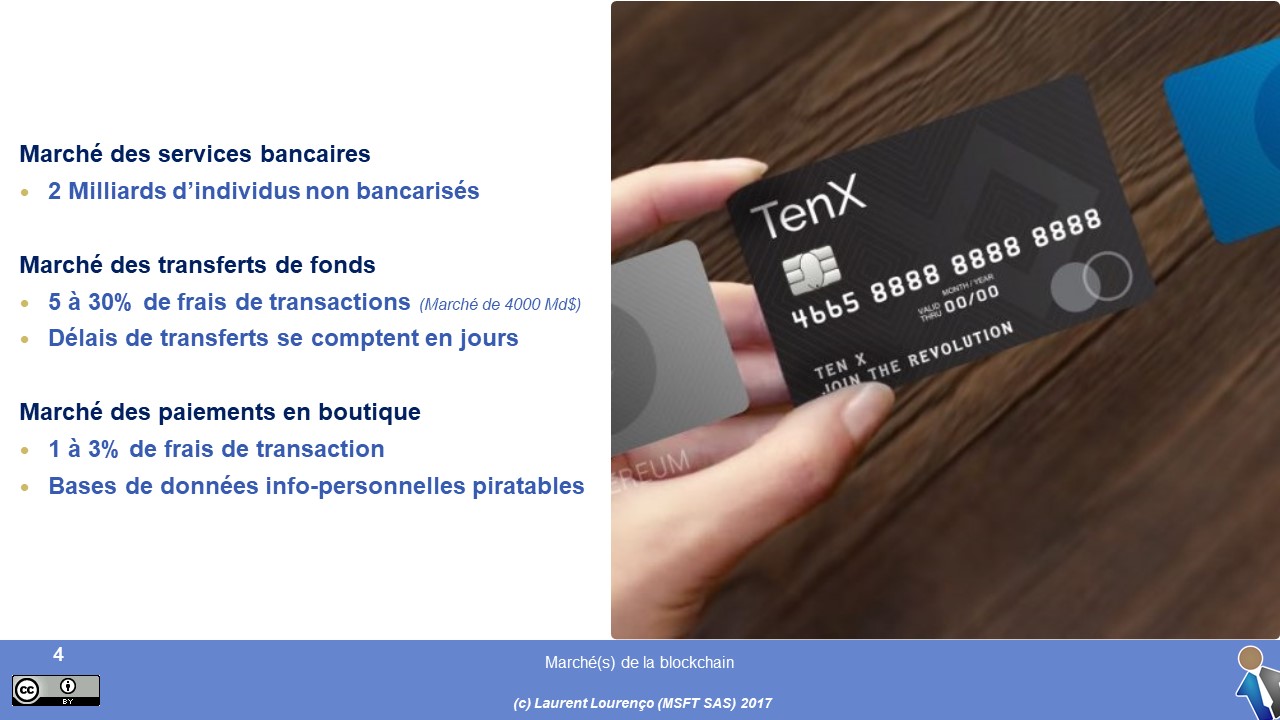 Marché des services bancaires
• 2 Milliards d’individus non bancarisés
Marché des transferts de fonds
• 5 à 30% de frais de transactions (Marché de 4000 Md$)
• Délais de transferts se comptent en jours
Marché des paiements en boutique
• 1 à 3% de frais de transaction
• Bases de données info-personnelles piratables
TenX
4665 8888 8888 8888
MONTH / YEAR
VALID THRU 00/00
TEN X
JOIN THE REVOLUTION
EREUM
4
Marché(s) de la blockchain
cc BY
(c) Laurent Lourenço (MSFT SAS) 2017